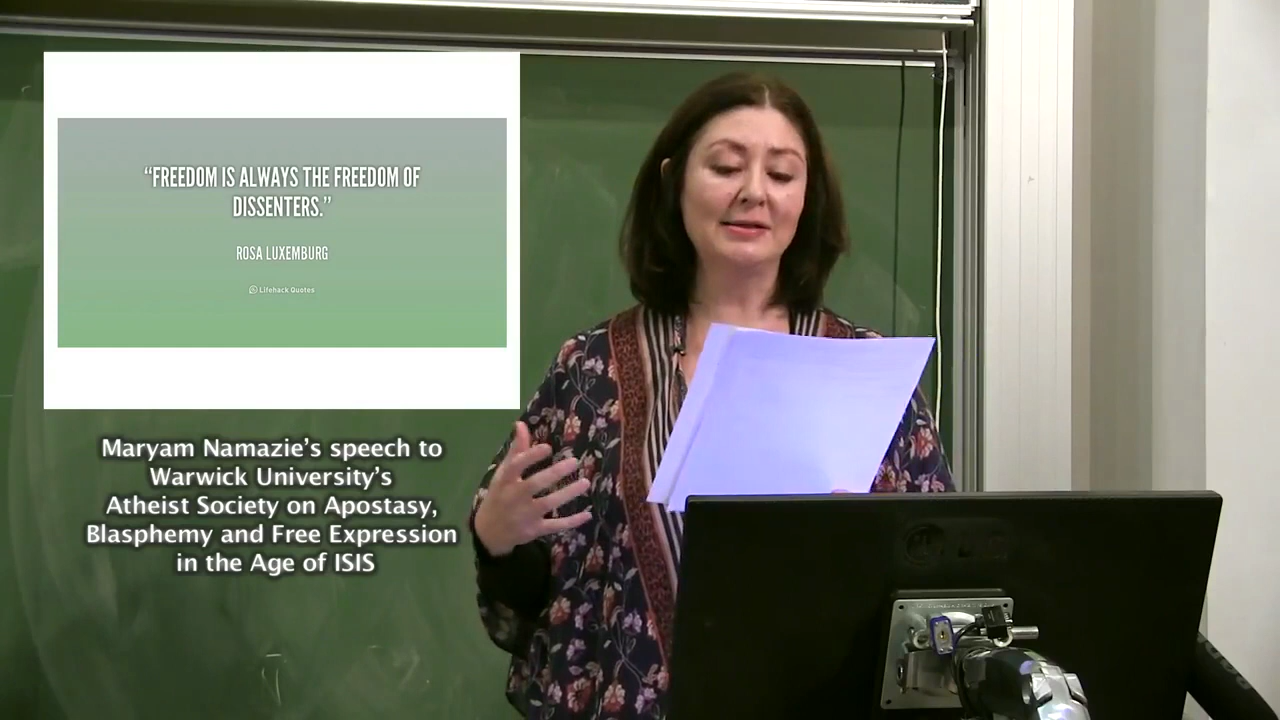 “FREEDOM IS ALWAYS THE FREEDOM OF
DISSENTERS.”
ROSA LUXEMBURG
Lifehack Quotes
Maryam Namazie’s speech to
Warwick University’s
Atheist Society on Apostasy,
Blasphemy and Free Expression
in the Age of ISIS